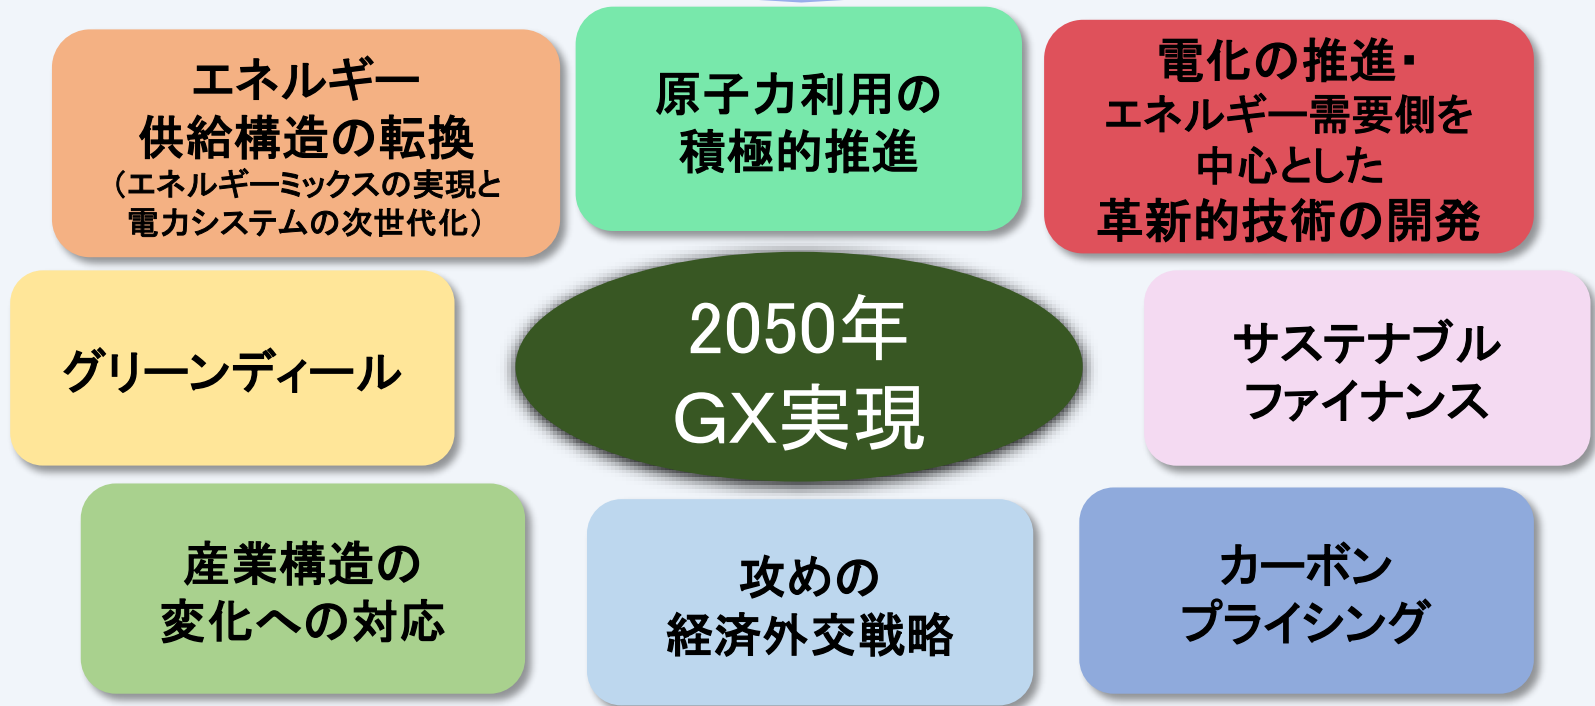 エネルギー
供給構造の転換
（エネルギーミックスの実現と
電力システムの次世代化）
原子力利用の
積極的推進
電化の推進・
エネルギー需要側を
中心とした
革新的技術の開発
グリーンディール
2050年
GX実現
サステナブル
ファイナンス
産業構造の
変化への対応
攻めの
経済外交戦略
カーボン
プライシング